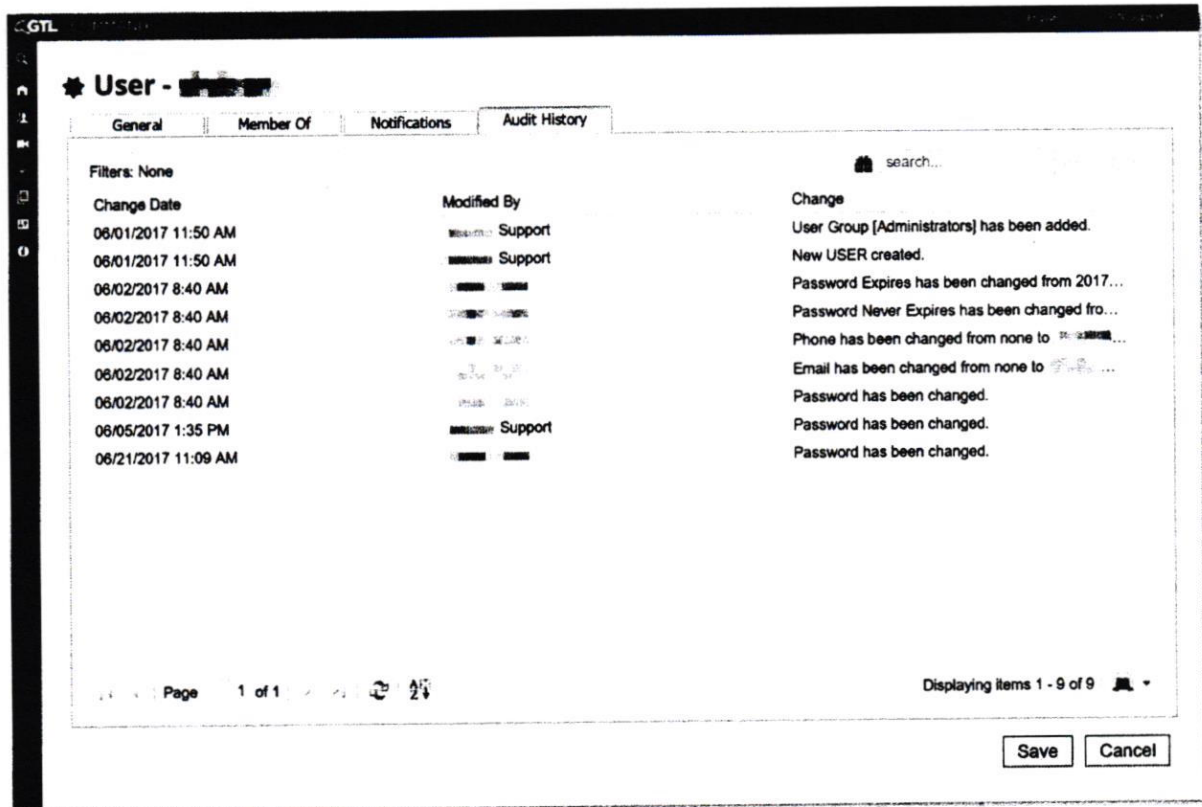 GTL
User -
General Member Of Notifications Audit History
Filters: None search...
Change Date Modified By Change
06/01/2017 11:50 AM Support User Group [Administrators] has been added.
06/01/2017 11:50 AM Support New USER created.
06/02/2017 8:40 AM Password Expires has been changed from 2017...
06/02/2017 8:40 AM Password Never Expires has been changed fro...
06/02/2017 8:40 AM Phone has been changed from none to ...
06/02/2017 8:40 AM Email has been changed from none to ...
06/02/2017 8:40 AM Password has been changed.
06/05/2017 1:35 PM Support Password has been changed.
06/21/2017 11:09 AM Password has been changed.
Page 1 of 1 Displaying items 1 - 9 of 9
Save Cancel